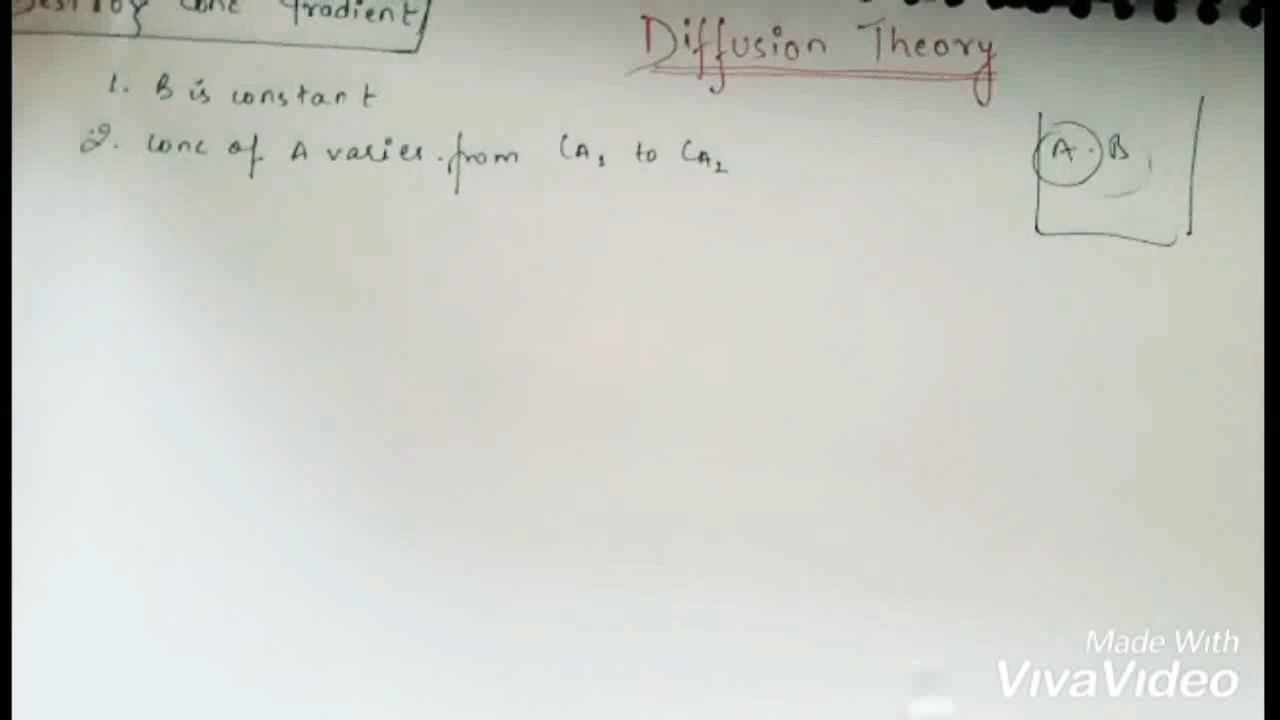 Destroy conc gradient
Diffusion Theory
1. B is constant
2. conc of A varies from CA1 to CA2
A . B
Made With
VivaVideo